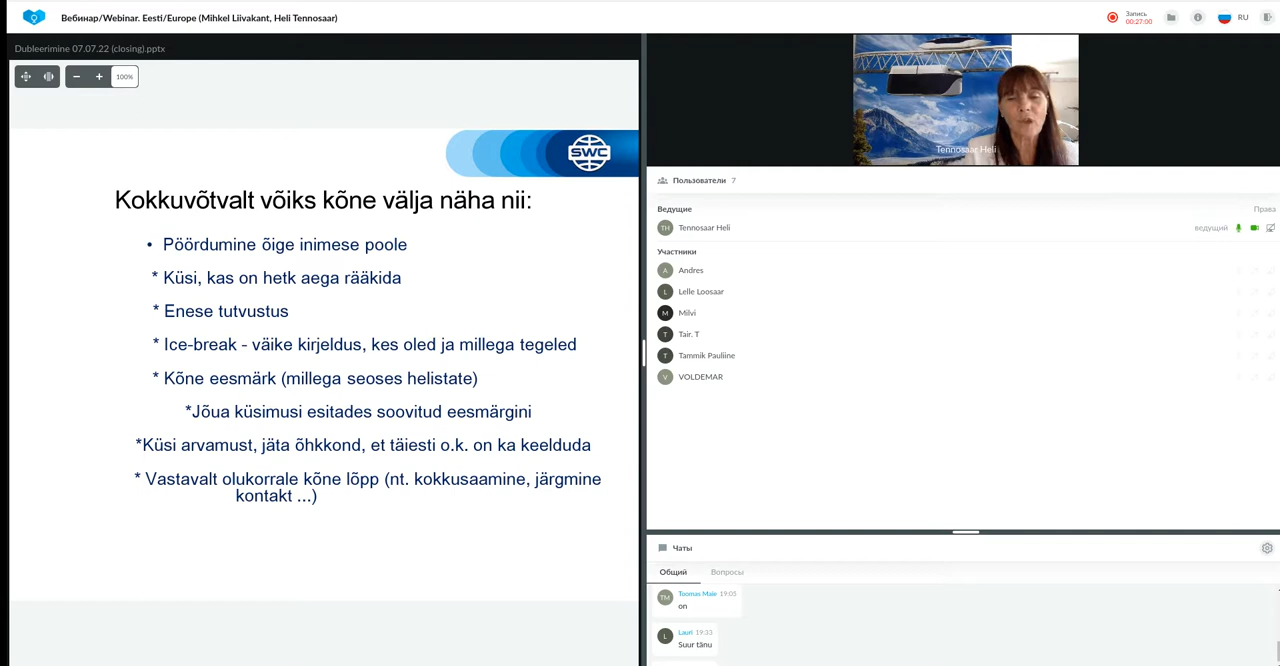 Вебинар/Webinar. Eesti/Europe (Mihkel Liivakant, Heli Tennosaar)
Запись
00:27:00
RU
Dubleerimine 07.07.22 (closing).pptx
100%
SWC
Kokkuvõtvalt võiks kõne välja näha nii:
• Pöördumine õige inimese poole
* Küsi, kas on hetk aega rääkida
* Enese tutvustus
* Ice-break - väike kirjeldus, kes oled ja millega tegeled
* Kõne eesmärk (millega seoses helistate)
*Jõua küsimusi esitades soovitud eesmärgini
*Küsi arvamust, jäta õhkkond, et täiesti o.k. on ka keelduda
* Vastavalt olukorrale kõne lõpp (nt. kokkusaamine, järgmine
kontakt ...)
Tennosaar Heli
Пользователи 7
Ведущие
Права
TH Tennosaar Heli
ведущий
Участники
A Andres
L Lelle Loosaar
M Milvi
T Tair. T
T Tammik Pauliine
V VOLDEMAR
Чаты
Общий
Вопросы
TM Toomas Maie 19:05
on
L Lauri 19:33
Suur tänu